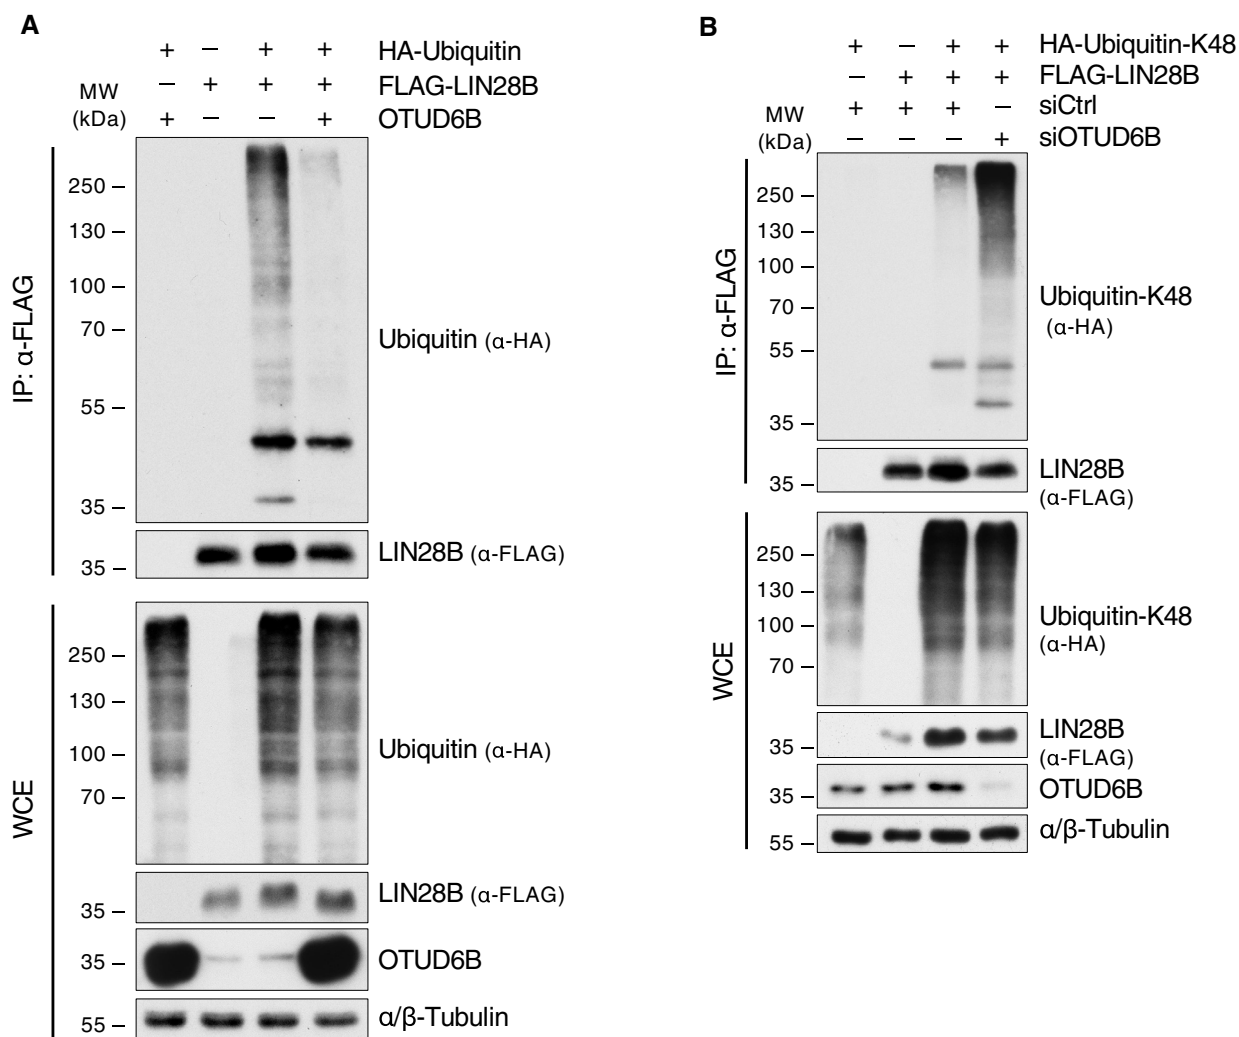 A
+ – + + HA-Ubiquitin
– + + + FLAG-LIN28B
+ – – + OTUD6B
MW
(kDa)
IP: α-FLAG
250 –
130 –
100 –
70 –
55 –
35 –
Ubiquitin (α-HA)
35 –
LIN28B (α-FLAG)
WCE
250 –
130 –
100 –
70 –
Ubiquitin (α-HA)
35 –
LIN28B (α-FLAG)
35 –
OTUD6B
55 –
α/β-Tubulin
B
+ – + + HA-Ubiquitin-K48
– + + + FLAG-LIN28B
+ + + – siCtrl
– – – + siOTUD6B
MW
(kDa)
IP: α-FLAG
250 –
130 –
100 –
70 –
55 –
35 –
Ubiquitin-K48
(α-HA)
35 –
LIN28B
(α-FLAG)
WCE
250 –
130 –
100 –
70 –
Ubiquitin-K48
(α-HA)
35 –
LIN28B
(α-FLAG)
35 –
OTUD6B
55 –
α/β-Tubulin